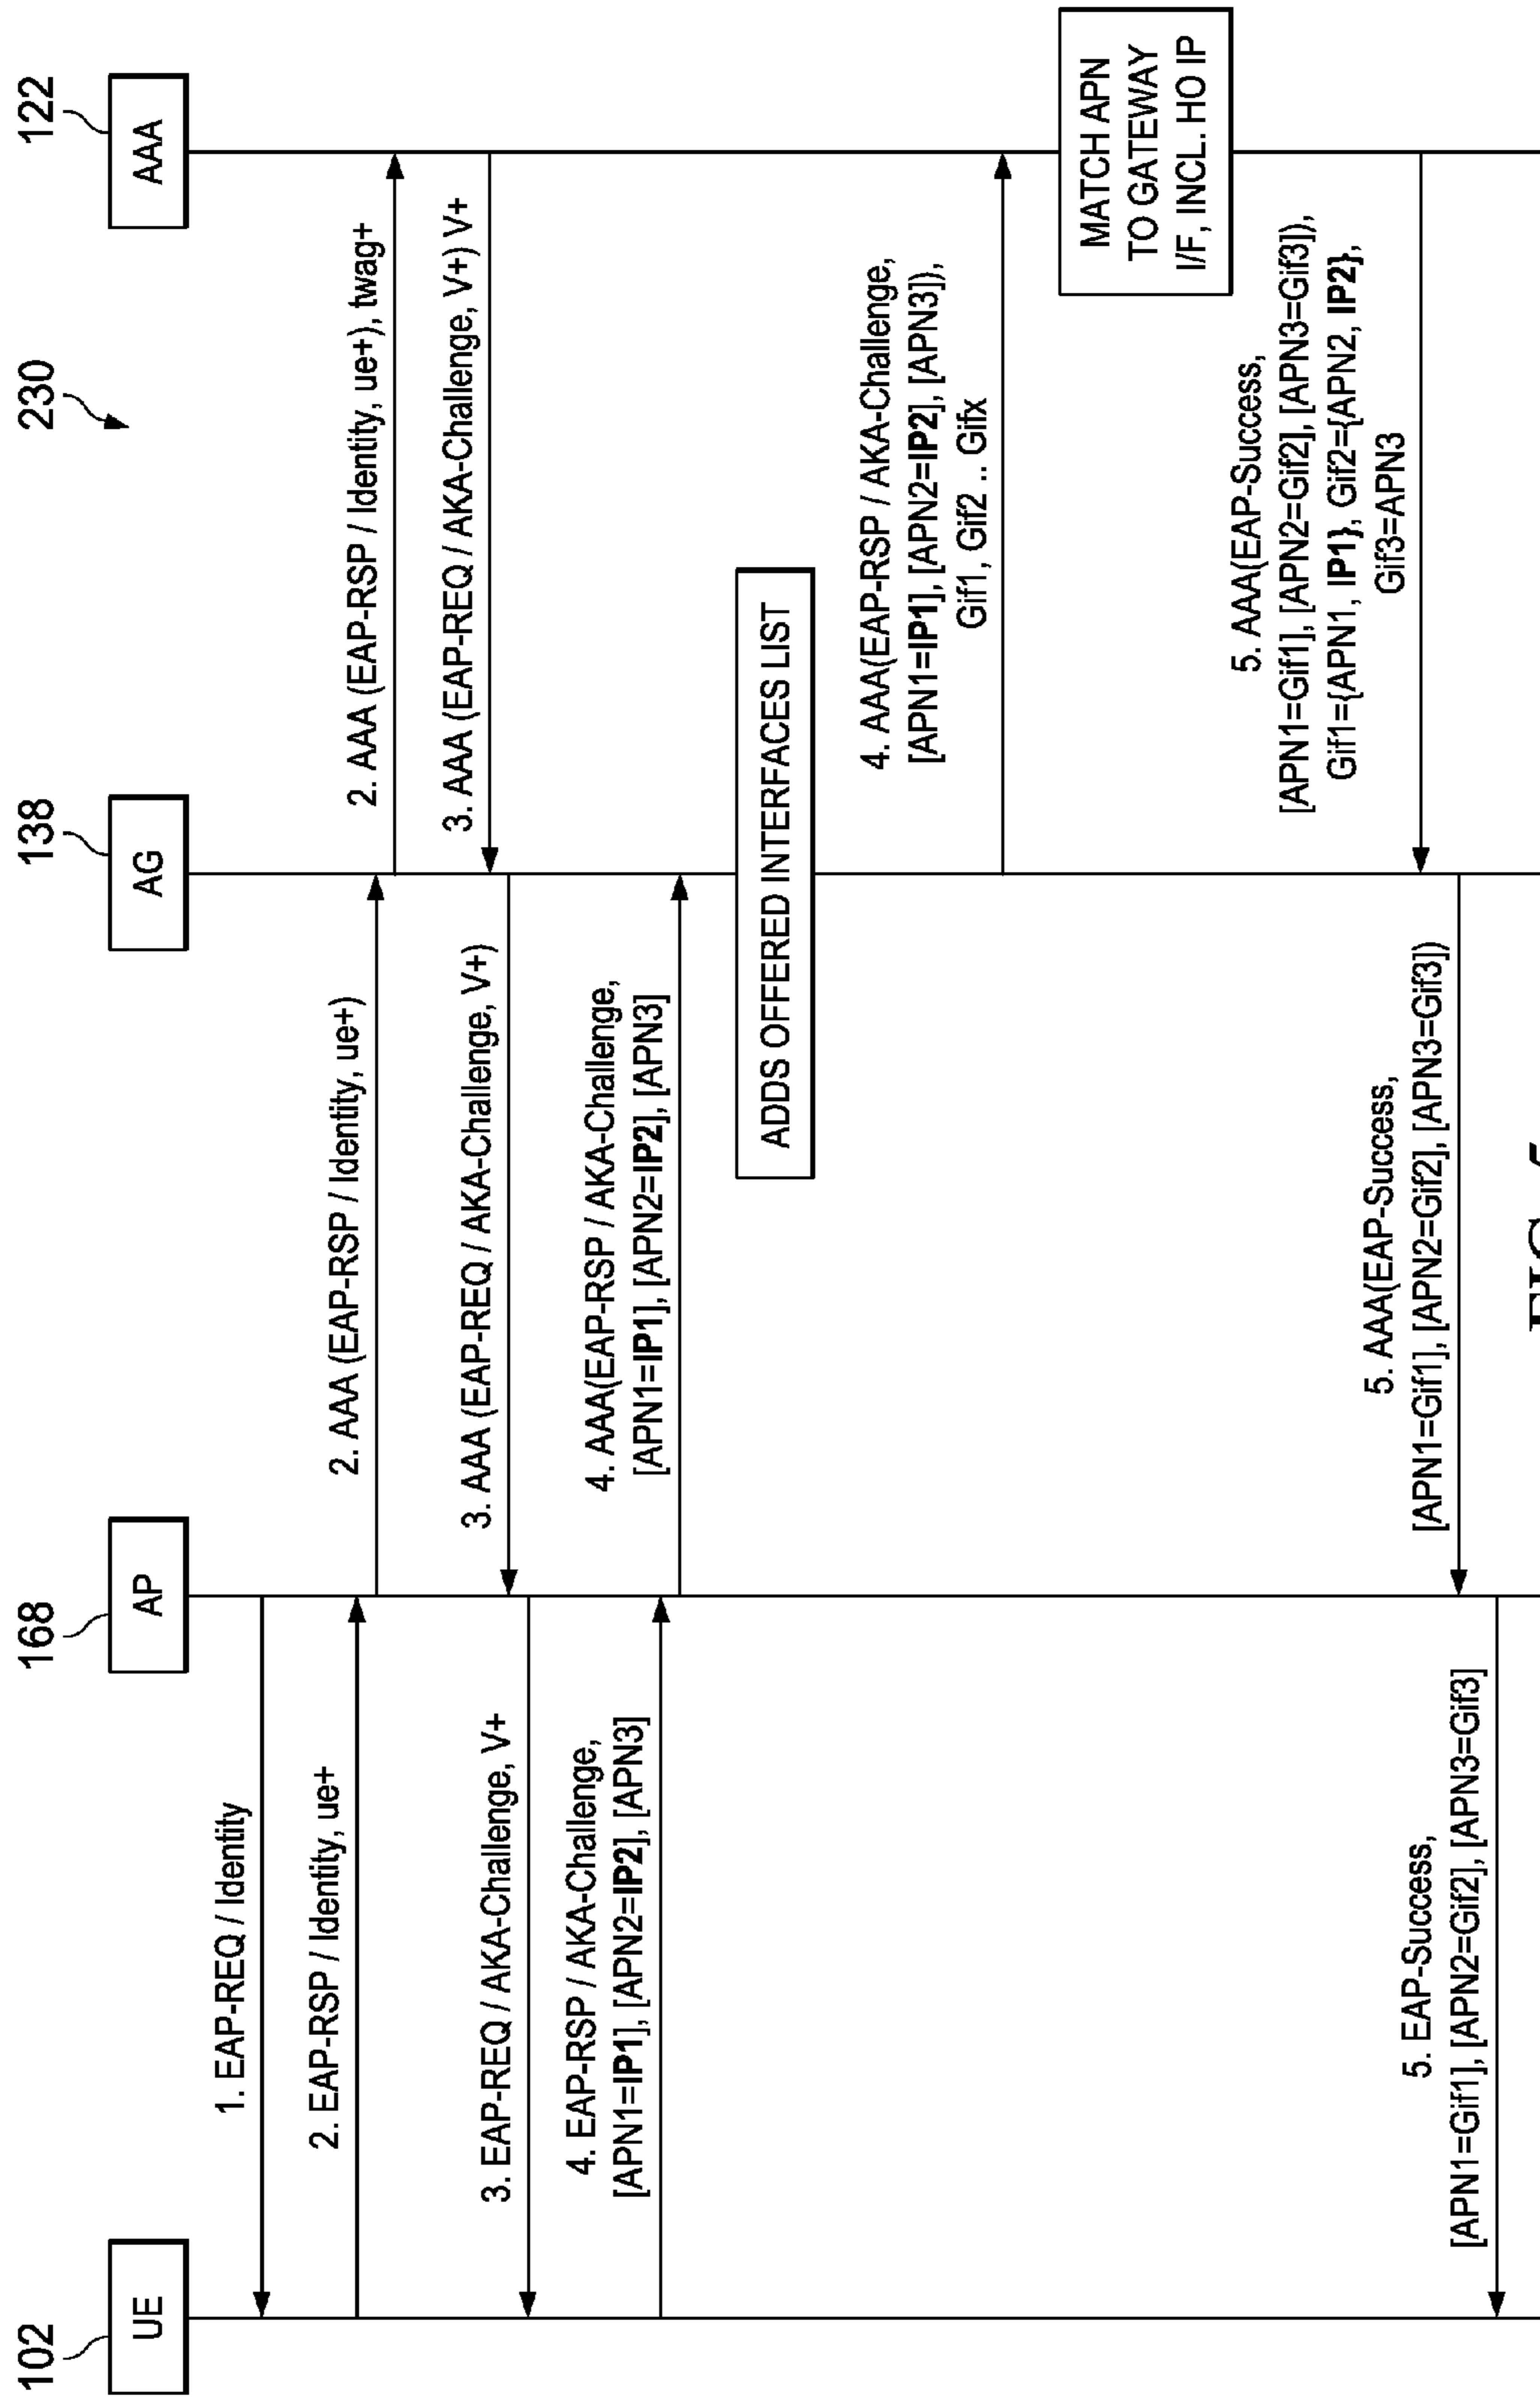 230
102
UE
168
AP
138
AG
122
AAA
1. EAP-REQ / Identity
2. EAP-RSP / Identity, ue+
2. AAA (EAP-RSP / Identity, ue+)
2. AAA (EAP-RSP / Identity, ue+), twag+
3. AAA (EAP-REQ / AKA-Challenge, V+) V+
3. AAA (EAP-REQ / AKA-Challenge, V+)
3. EAP-REQ / AKA-Challenge, V+
4. EAP-RSP / AKA-Challenge,
[APN1=IP1], [APN2=IP2], [APN3]
4. AAA(EAP-RSP / AKA-Challenge,
[APN1=IP1], [APN2=IP2], [APN3]
ADDS OFFERED INTERFACES LIST
4. AAA(EAP-RSP / AKA-Challenge,
[APN1=IP1], [APN2=IP2], [APN3]),
Gif1, Gif2 .. Gifx
MATCH APN
TO GATEWAY
I/F, INCL. HO IP
5. AAA(EAP-Success,
[APN1=Gif1], [APN2=Gif2], [APN3=Gif3]),
Gif1={APN1, IP1}, Gif2={APN2, IP2},
Gif3=APN3
5. AAA(EAP-Success,
[APN1=Gif1], [APN2=Gif2], [APN3=Gif3])
5. EAP-Success,
[APN1=Gif1], [APN2=Gif2], [APN3=Gif3]